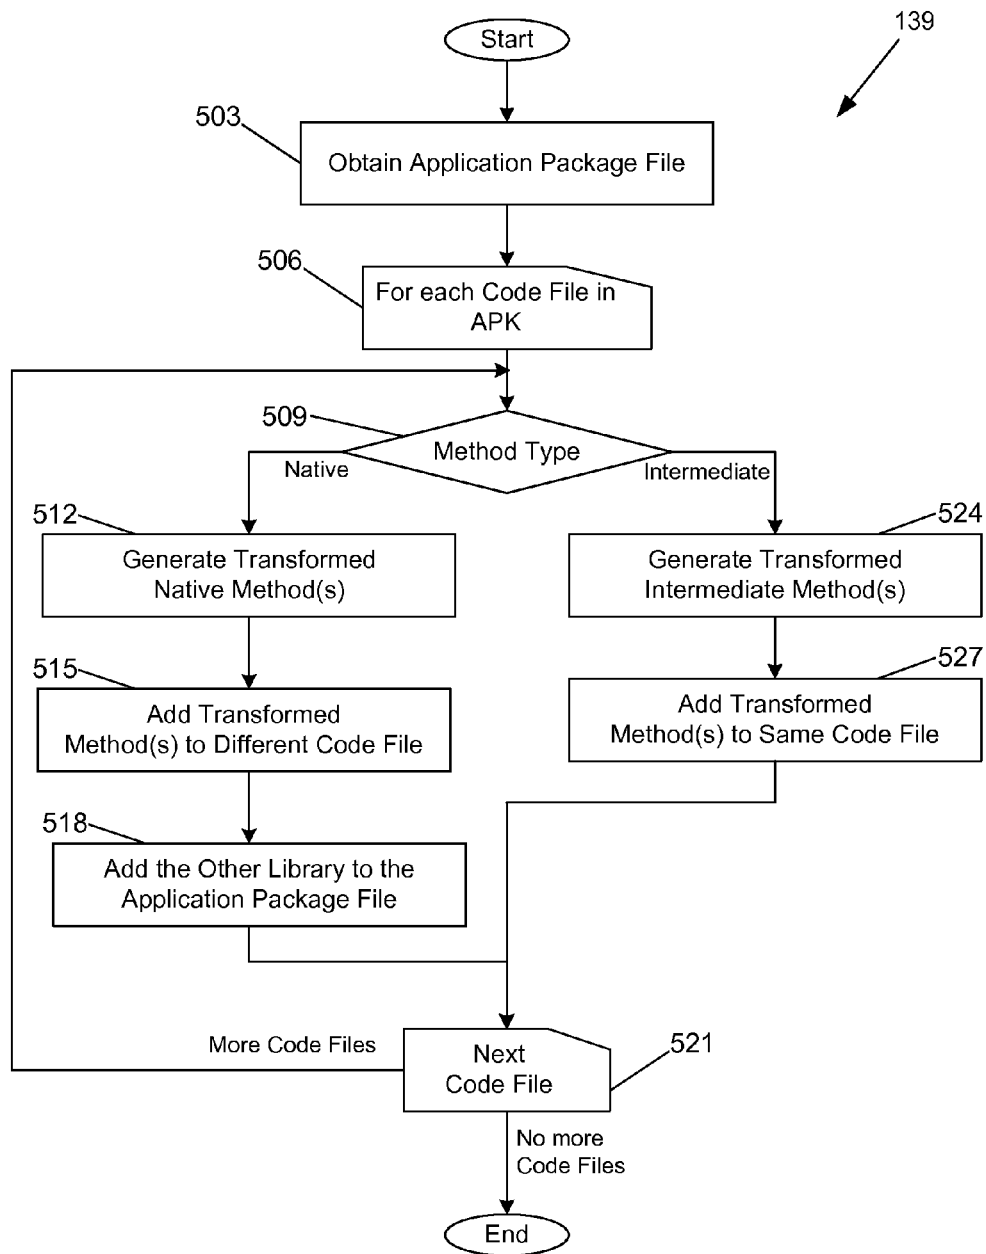 Start
139
503
Obtain Application Package File
506
For each Code File in
APK
509
Method Type
Native
Intermediate
512
Generate Transformed
Native Method(s)
524
Generate Transformed
Intermediate Method(s)
515
Add Transformed
Method(s) to Different Code File
527
Add Transformed
Method(s) to Same Code File
518
Add the Other Library to the
Application Package File
More Code Files
Next
Code File
521
No more
Code Files
End